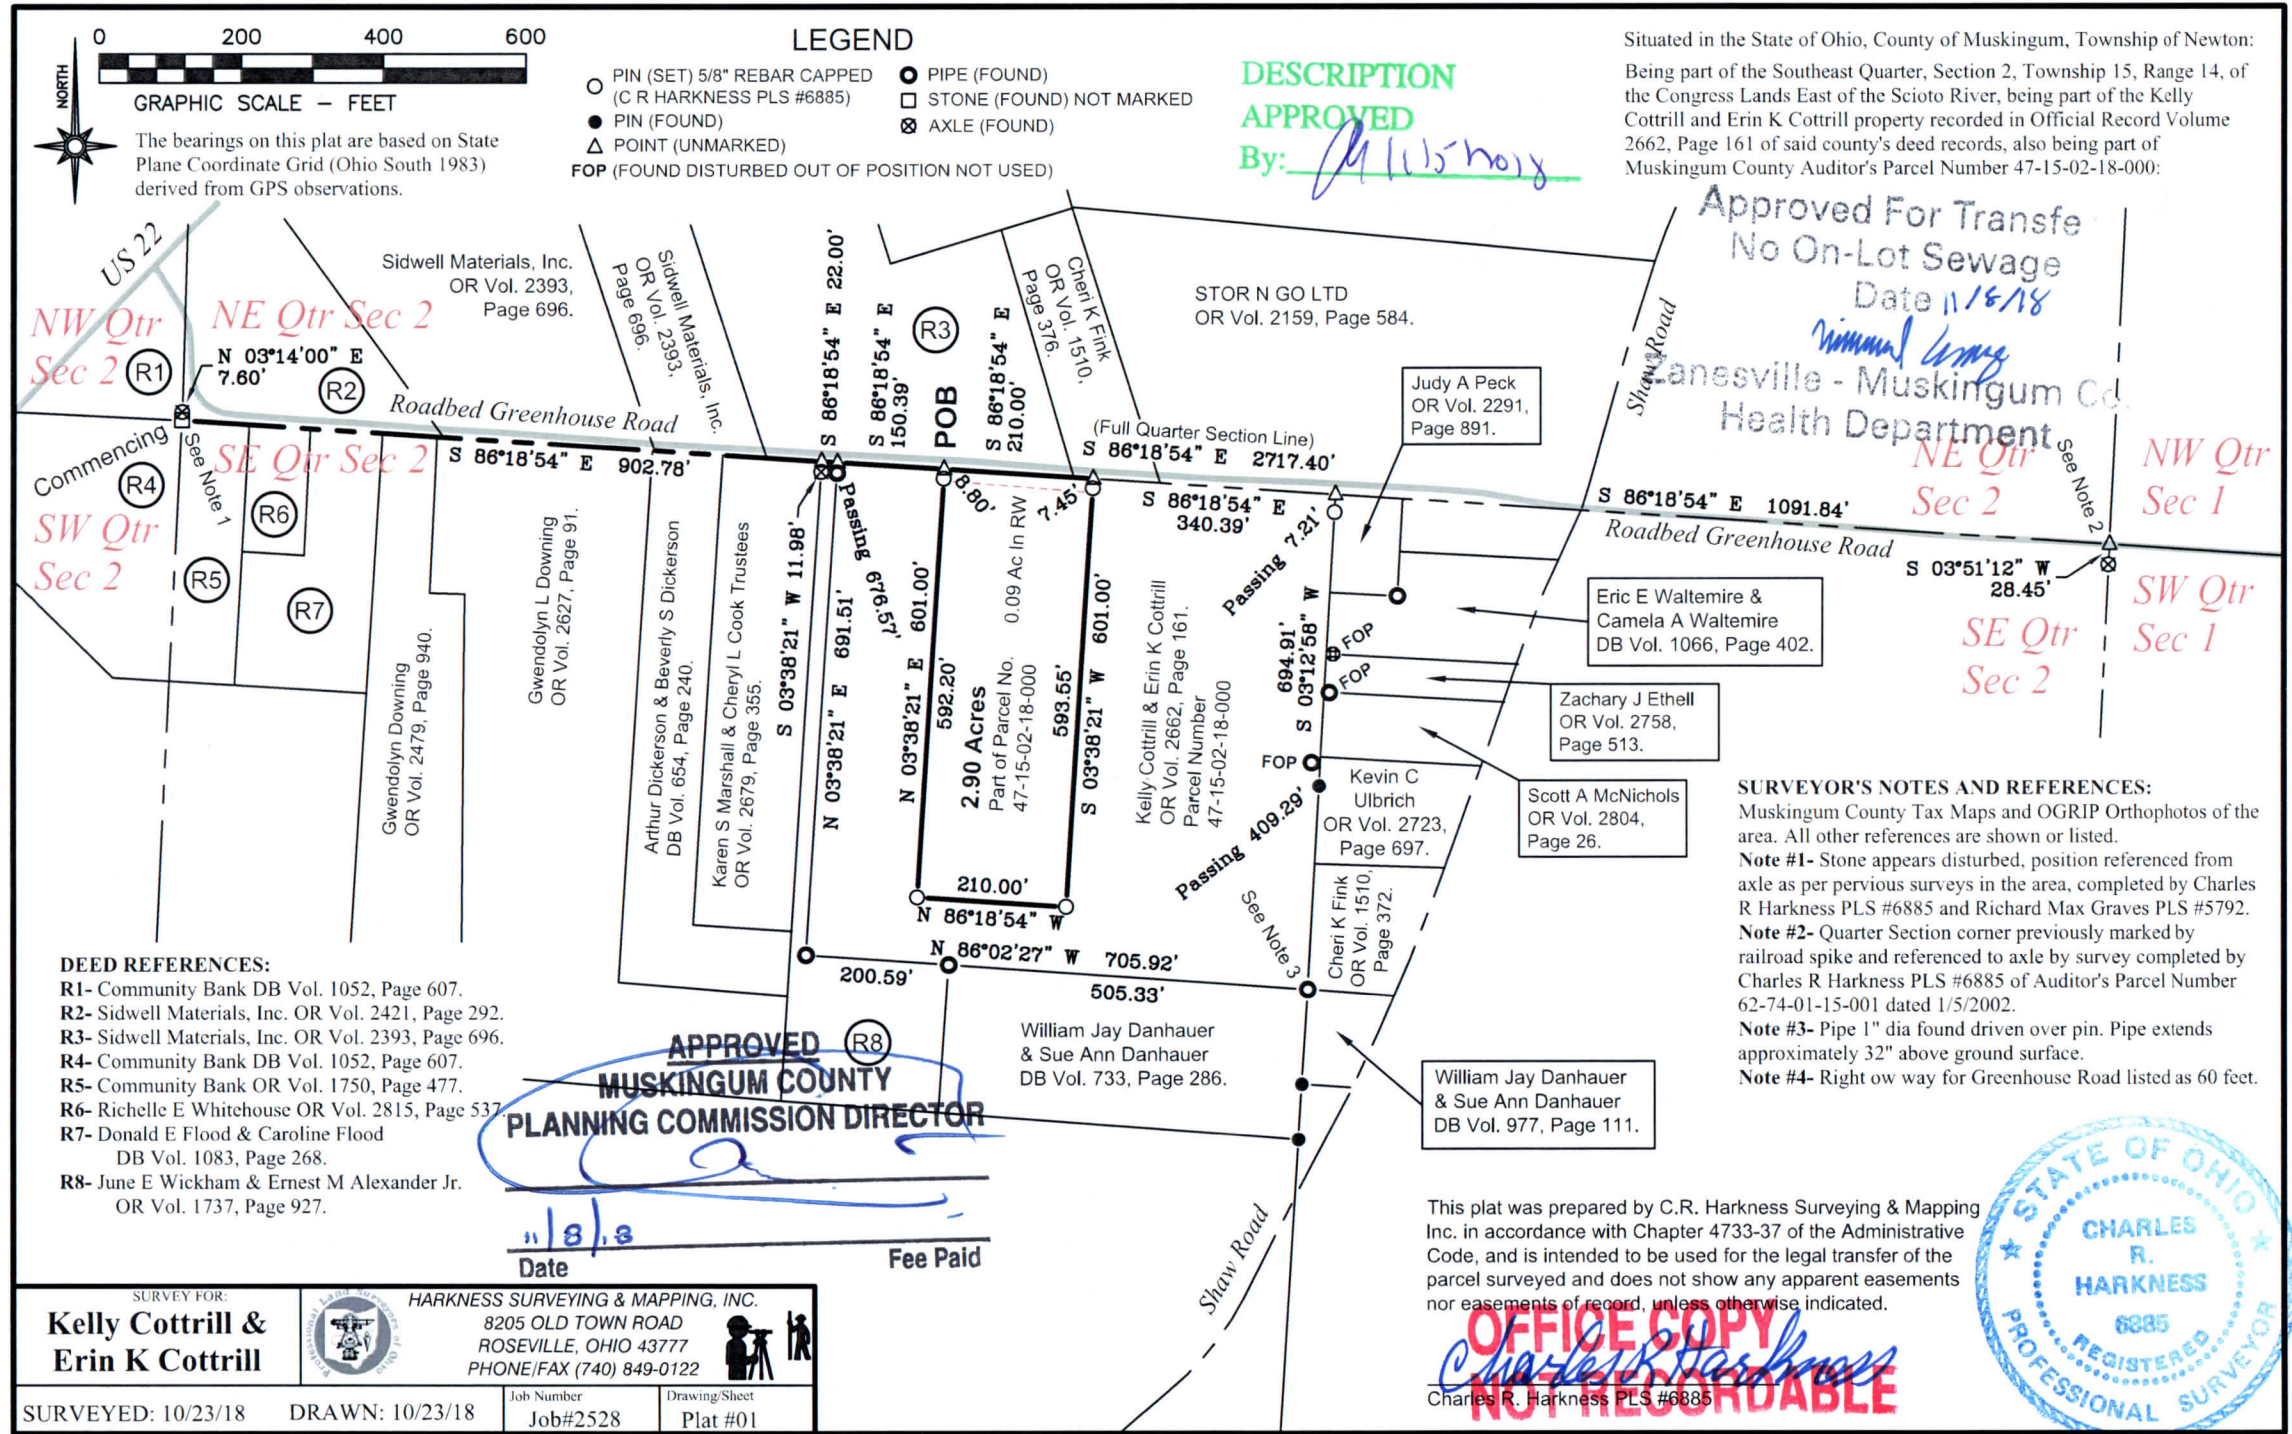 0 200 400 600
GRAPHIC SCALE – FEET
NORTH
The bearings on this plat are based on State
Plane Coordinate Grid (Ohio South 1983)
derived from GPS observations.
LEGEND
PIN (SET) 5/8" REBAR CAPPED
(C R HARKNESS PLS #6885)
PIN (FOUND)
POINT (UNMARKED)
FOP (FOUND DISTURBED OUT OF POSITION NOT USED)
PIPE (FOUND)
STONE (FOUND) NOT MARKED
AXLE (FOUND)
DESCRIPTION
APPROVED
By:
Situated in the State of Ohio, County of Muskingum, Township of Newton:
Being part of the Southeast Quarter, Section 2, Township 15, Range 14, of
the Congress Lands East of the Scioto River, being part of the Kelly
Cottrill and Erin K Cottrill property recorded in Official Record Volume
2662, Page 161 of said county's deed records, also being part of
Muskingum County Auditor's Parcel Number 47-15-02-18-000:
Approved For Transfe
No On-Lot Sewage
Date 11/8/18
Zanesville - Muskingum Co.
Health Department
US 22
NW Qtr
Sec 2
R1
NE Qtr Sec 2
N 03°14'00" E
7.60'
R2
Sidwell Materials, Inc.
OR Vol. 2393,
Page 696.
Sidwell Materials, Inc.
OR Vol. 2393,
Page 696.
Roadbed Greenhouse Road
S 86°18'54" E 902.78'
S 86°18'54" E 22.00'
S 86°18'54" E
150.39'
R3
POB
S 86°18'54" E
210.00'
Cheri K Fink
OR Vol. 1510,
Page 376.
STOR N GO LTD
OR Vol. 2159, Page 584.
(Full Quarter Section Line)
S 86°18'54" E 2717.40'
S 86°18'54" E
340.39'
Judy A Peck
OR Vol. 2291,
Page 891.
Shaw Road
S 86°18'54" E 1091.84'
Roadbed Greenhouse Road
NE Qtr
Sec 2
See Note 2
NW Qtr
Sec 1
S 03°51'12" W
28.45'
SE Qtr
Sec 2
SW Qtr
Sec 1
Commencing
See Note 1
R4
SW Qtr
Sec 2
SE Qtr Sec 2
R5
R6
R7
Gwendolyn Downing
OR Vol. 2479, Page 940.
Gwendolyn L Downing
OR Vol. 2627, Page 91.
Arthur Dickerson & Beverly S Dickerson
DB Vol. 654, Page 240.
Karen S Marshall & Cheryl L Cook Trustees
OR Vol. 2679, Page 355.
S 03°38'21" W 11.98'
N 03°38'21" E 691.51'
Passing 676.57'
N 03°38'21" E 601.00'
592.20'
8.80'
2.90 Acres
Part of Parcel No.
47-15-02-18-000
0.09 Ac In RW
7.45'
593.55'
S 03°38'21" W 601.00'
210.00'
N 86°18'54" W
Kelly Cottrill & Erin K Cottrill
OR Vol. 2662, Page 161.
Parcel Number
47-15-02-18-000
Passing 7.21'
694.91'
S 03°12'58" W
FOP
FOP
FOP
Passing 409.29'
See Note 3
Eric E Waltemire &
Camela A Waltemire
DB Vol. 1066, Page 402.
Zachary J Ethell
OR Vol. 2758,
Page 513.
Scott A McNichols
OR Vol. 2804,
Page 26.
Kevin C
Ulbrich
OR Vol. 2723,
Page 697.
Cheri K Fink
OR Vol. 1510,
Page 372.
N 86°02'27" W 705.92'
200.59'
505.33'
R8
William Jay Danhauer
& Sue Ann Danhauer
DB Vol. 733, Page 286.
William Jay Danhauer
& Sue Ann Danhauer
DB Vol. 977, Page 111.
Shaw Road
SURVEYOR'S NOTES AND REFERENCES:
Muskingum County Tax Maps and OGRIP Orthophotos of the
area. All other references are shown or listed.
Note #1- Stone appears disturbed, position referenced from
axle as per pervious surveys in the area, completed by Charles
R Harkness PLS #6885 and Richard Max Graves PLS #5792.
Note #2- Quarter Section corner previously marked by
railroad spike and referenced to axle by survey completed by
Charles R Harkness PLS #6885 of Auditor's Parcel Number
62-74-01-15-001 dated 1/5/2002.
Note #3- Pipe 1" dia found driven over pin. Pipe extends
approximately 32" above ground surface.
Note #4- Right ow way for Greenhouse Road listed as 60 feet.
DEED REFERENCES:
R1- Community Bank DB Vol. 1052, Page 607.
R2- Sidwell Materials, Inc. OR Vol. 2421, Page 292.
R3- Sidwell Materials, Inc. OR Vol. 2393, Page 696.
R4- Community Bank DB Vol. 1052, Page 607.
R5- Community Bank OR Vol. 1750, Page 477.
R6- Richelle E Whitehouse OR Vol. 2815, Page 537.
R7- Donald E Flood & Caroline Flood
DB Vol. 1083, Page 268.
R8- June E Wickham & Ernest M Alexander Jr.
OR Vol. 1737, Page 927.
APPROVED
MUSKINGUM COUNTY
PLANNING COMMISSION DIRECTOR
11/8/18
Date Fee Paid
This plat was prepared by C.R. Harkness Surveying & Mapping
Inc. in accordance with Chapter 4733-37 of the Administrative
Code, and is intended to be used for the legal transfer of the
parcel surveyed and does not show any apparent easements
nor easements of record, unless otherwise indicated.
OFFICE COPY
NOT RECORDABLE
Charles R Harkness
Charles R. Harkness PLS #6885
STATE OF OHIO
CHARLES
R.
HARKNESS
6885
REGISTERED
PROFESSIONAL SURVEYOR
SURVEY FOR:
Kelly Cottrill &
Erin K Cottrill
Professional Land Surveyors of Ohio
HARKNESS SURVEYING & MAPPING, INC.
8205 OLD TOWN ROAD
ROSEVILLE, OHIO 43777
PHONE/FAX (740) 849-0122
SURVEYED: 10/23/18 DRAWN: 10/23/18
Job Number
Job#2528
Drawing/Sheet
Plat #01